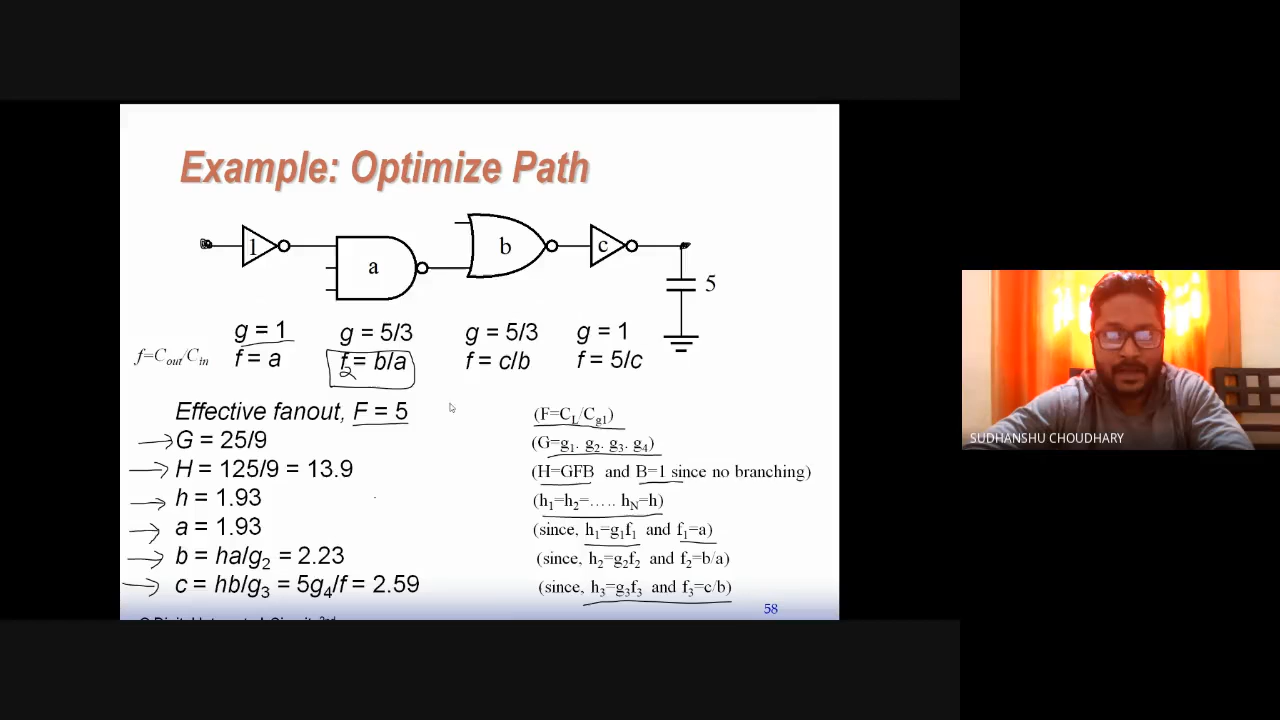 Example: Optimize Path
1
a
b
c
5
g = 1
g = 5/3
g = 5/3
g = 1
f=Cout/Cin
f = a
f = b/a
2
f = c/b
f = 5/c
Effective fanout, F = 5
(F=CL/Cg1)
G = 25/9
(G=g1. g2. g3. g4)
H = 125/9 = 13.9
(H=GFB and B=1 since no branching)
h = 1.93
(h1=h2=….. hN=h)
a = 1.93
(since, h1=g1f1 and f1=a)
b = ha/g2 = 2.23
(since, h2=g2f2 and f2=b/a)
c = hb/g3 = 5g4/f = 2.59
(since, h3=g3f3 and f3=c/b)
58
SUDHANSHU CHOUDHARY